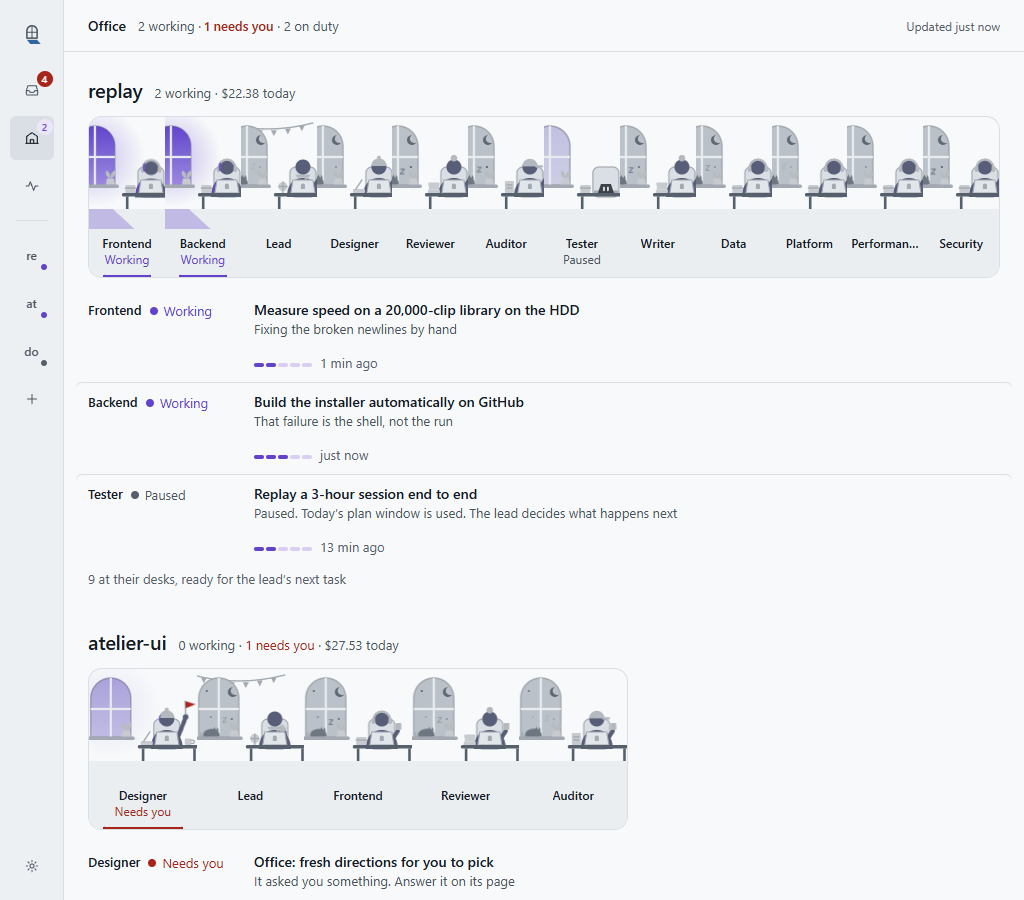 Office 2 working · 1 needs you · 2 on duty Updated just now
4
2
re
at
do
replay 2 working · $22.38 today
Frontend Backend Lead Designer Reviewer Auditor Tester Writer Data Platform Performan... Security
Working Working Paused
Frontend Working Measure speed on a 20,000-clip library on the HDD
Fixing the broken newlines by hand
1 min ago
Backend Working Build the installer automatically on GitHub
That failure is the shell, not the run
just now
Tester Paused Replay a 3-hour session end to end
Paused. Today's plan window is used. The lead decides what happens next
13 min ago
9 at their desks, ready for the lead's next task
atelier-ui 0 working · 1 needs you · $27.53 today
Designer Lead Frontend Reviewer Auditor
Needs you
Designer Needs you Office: fresh directions for you to pick
It asked you something. Answer it on its page